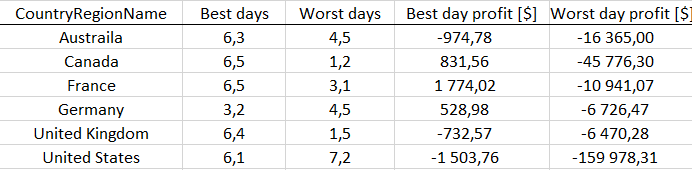 CountryRegionName Best days Worst days Best day profit [$] Worst day profit [$]
Austraila 6,3 4,5 -974,78 -16 365,00
Canada 6,5 1,2 831,56 -45 776,30
France 6,5 3,1 1 774,02 -10 941,07
Germany 3,2 4,5 528,98 -6 726,47
United Kingdom 6,4 1,5 -732,57 -6 470,28
United States 6,1 7,2 -1 503,76 -159 978,31